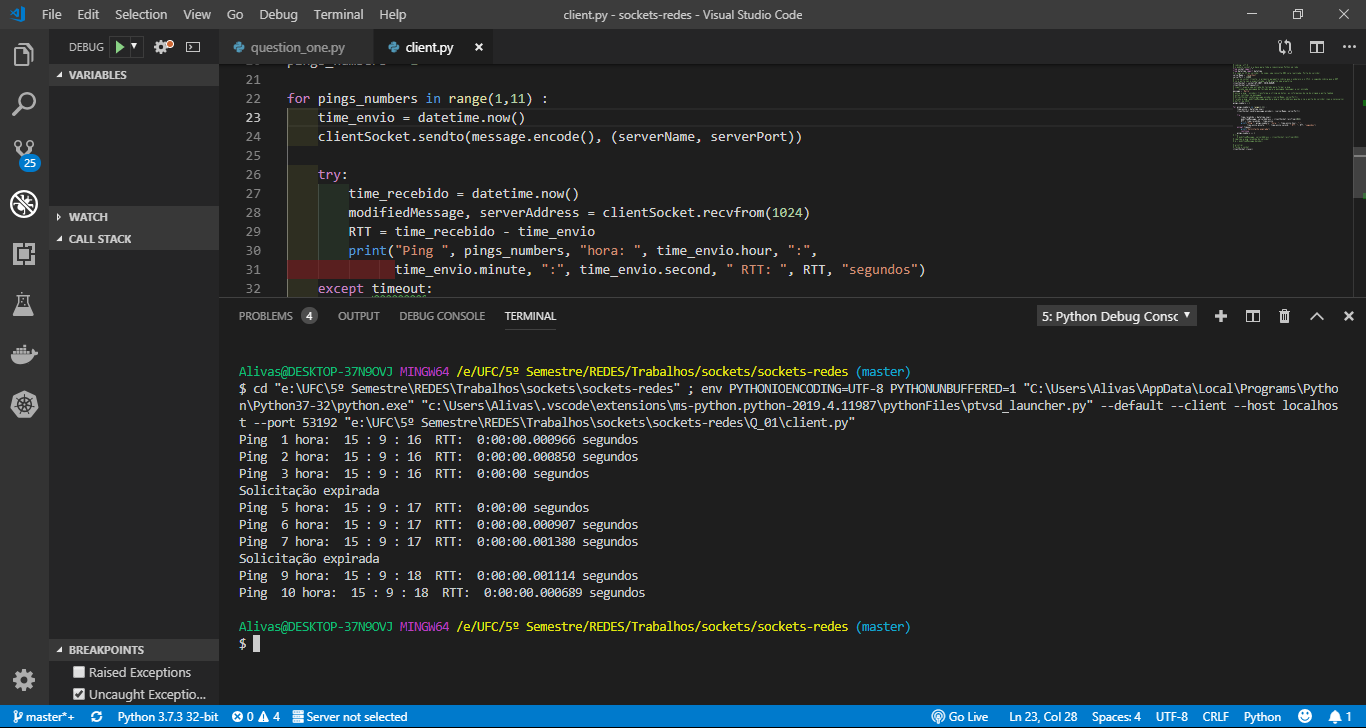 File Edit Selection View Go Debug Terminal Help
client.py - sockets-redes - Visual Studio Code
DEBUG
question_one.py
client.py
VARIABLES
WATCH
CALL STACK
25
21
22 for pings_numbers in range(1,11) :
23 time_envio = datetime.now()
24 clientSocket.sendto(message.encode(), (serverName, serverPort))
25
26 try:
27 time_recebido = datetime.now()
28 modifiedMessage, serverAddress = clientSocket.recvfrom(1024)
29 RTT = time_recebido - time_envio
30 print("Ping ", pings_numbers, "hora: ", time_envio.hour, ":",
31 time_envio.minute, ":", time_envio.second, " RTT: ", RTT, "segundos")
32 except timeout:
PROBLEMS 4 OUTPUT DEBUG CONSOLE TERMINAL
5: Python Debug Consc
Alivas@DESKTOP-37N9OVJ MINGW64 /e/UFC/5º Semestre/REDES/Trabalhos/sockets/sockets-redes (master)
$ cd "e:\UFC\5º Semestre\REDES\Trabalhos\sockets\sockets-redes" ; env PYTHONIOENCODING=UTF-8 PYTHONUNBUFFERED=1 "C:\Users\Alivas\AppData\Local\Programs\Pytho
n\Python37-32\python.exe" "c:\Users\Alivas\.vscode\extensions\ms-python.python-2019.4.11987\pythonFiles\ptvsd_launcher.py" --default --client --host localhos
t --port 53192 "e:\UFC\5º Semestre\REDES\Trabalhos\sockets\sockets-redes\Q_01\client.py"
Ping  1 hora:  15 : 9 : 16  RTT:  0:00:00.000966 segundos
Ping  2 hora:  15 : 9 : 16  RTT:  0:00:00.000850 segundos
Ping  3 hora:  15 : 9 : 16  RTT:  0:00:00 segundos
Solicitação expirada
Ping  5 hora:  15 : 9 : 17  RTT:  0:00:00 segundos
Ping  6 hora:  15 : 9 : 17  RTT:  0:00:00.000907 segundos
Ping  7 hora:  15 : 9 : 17  RTT:  0:00:00.001380 segundos
Solicitação expirada
Ping  9 hora:  15 : 9 : 18  RTT:  0:00:00.001114 segundos
Ping  10 hora:  15 : 9 : 18  RTT:  0:00:00.000689 segundos
Alivas@DESKTOP-37N9OVJ MINGW64 /e/UFC/5º Semestre/REDES/Trabalhos/sockets/sockets-redes (master)
$
BREAKPOINTS
Raised Exceptions
Uncaught Exceptio...
master*+ Python 3.7.3 32-bit 0 4 Server not selected Go Live Ln 23, Col 28 Spaces: 4 UTF-8 CRLF Python 1